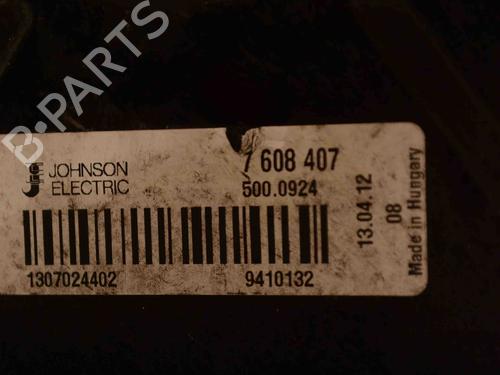 B-PARTS
JOHNSON
ELECTRIC
7 608 407
500.0924
1307024402
9410132
13.04.12
08
Made in Hungary